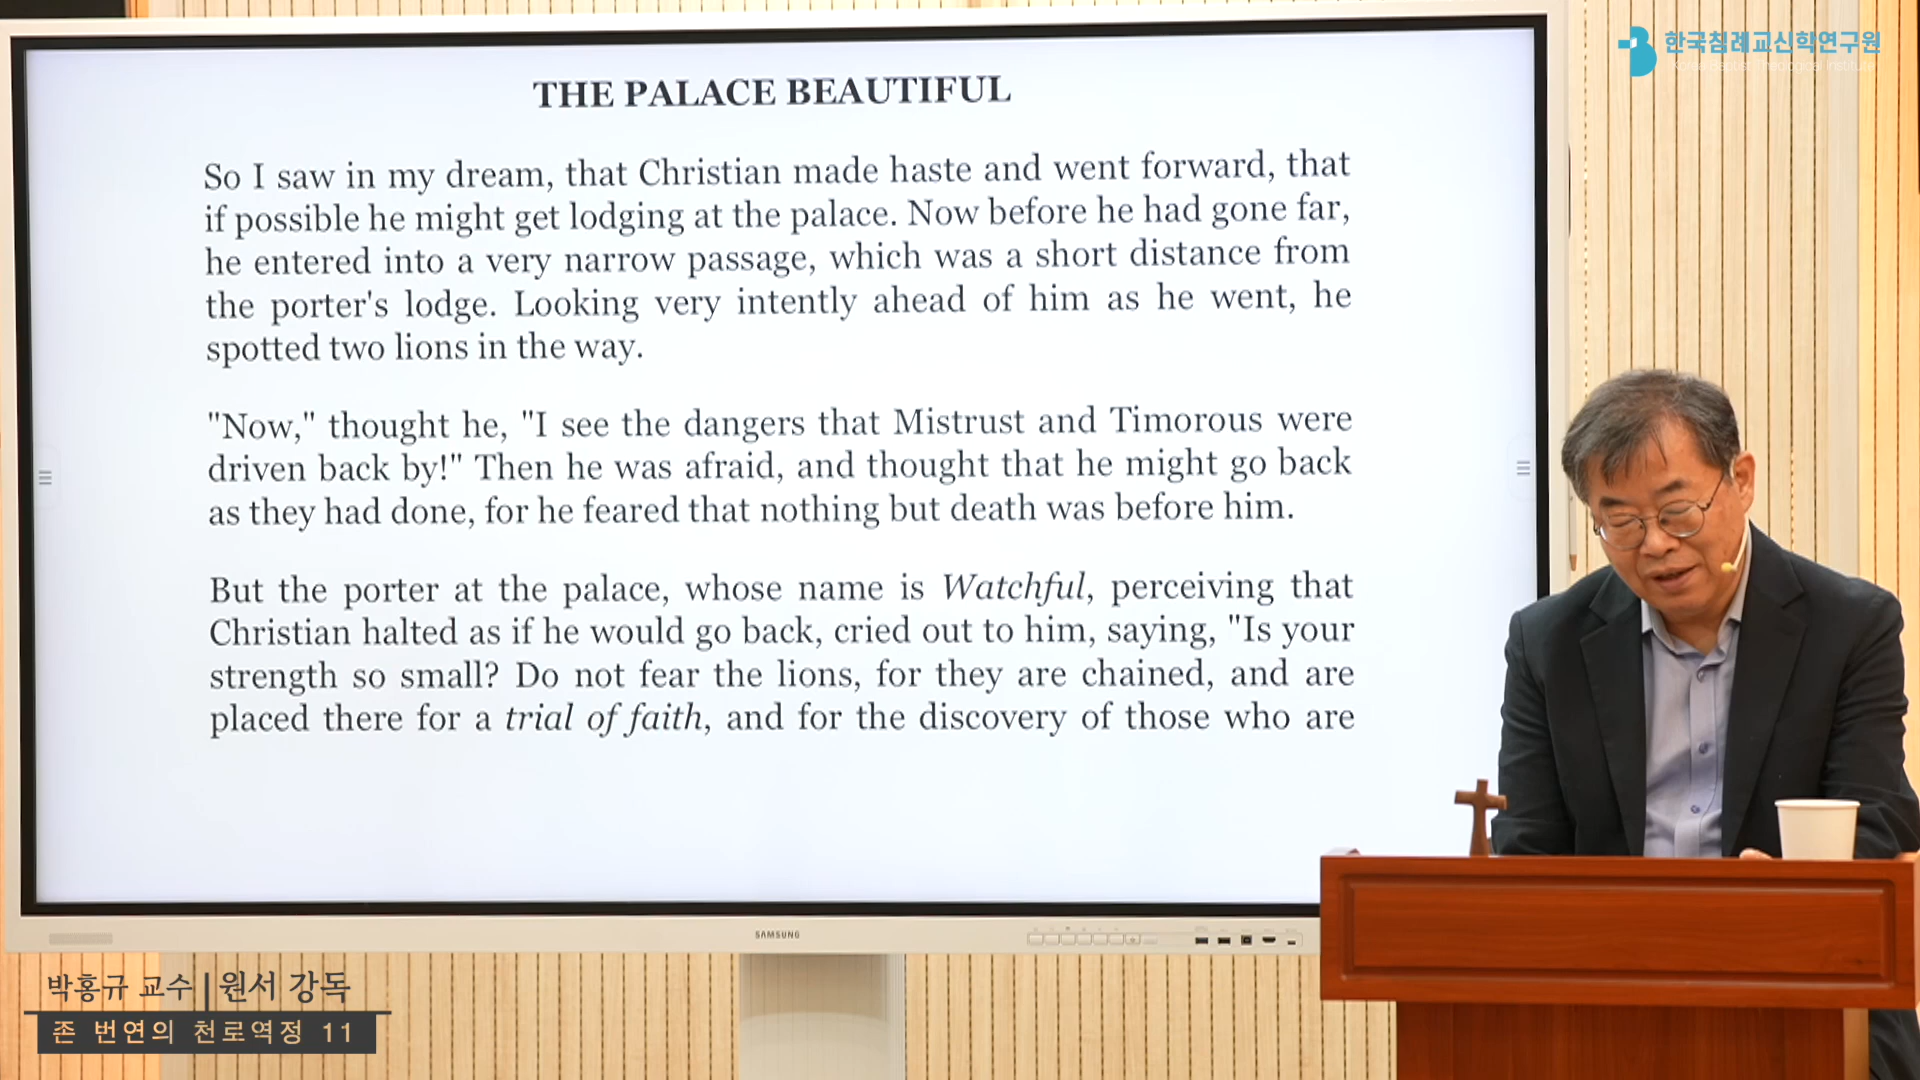 한국침례교신학연구원
Korea Baptist Theological Institute
THE PALACE BEAUTIFUL
So I saw in my dream, that Christian made haste and went forward, that
if possible he might get lodging at the palace. Now before he had gone far,
he entered into a very narrow passage, which was a short distance from
the porter's lodge. Looking very intently ahead of him as he went, he
spotted two lions in the way.
"Now," thought he, "I see the dangers that Mistrust and Timorous were
driven back by!" Then he was afraid, and thought that he might go back
as they had done, for he feared that nothing but death was before him.
But the porter at the palace, whose name is Watchful, perceiving that
Christian halted as if he would go back, cried out to him, saying, "Is your
strength so small? Do not fear the lions, for they are chained, and are
placed there for a trial of faith, and for the discovery of those who are
SAMSUNG
박홍규 교수 | 원서 강독
존 번연의 천로역정 11